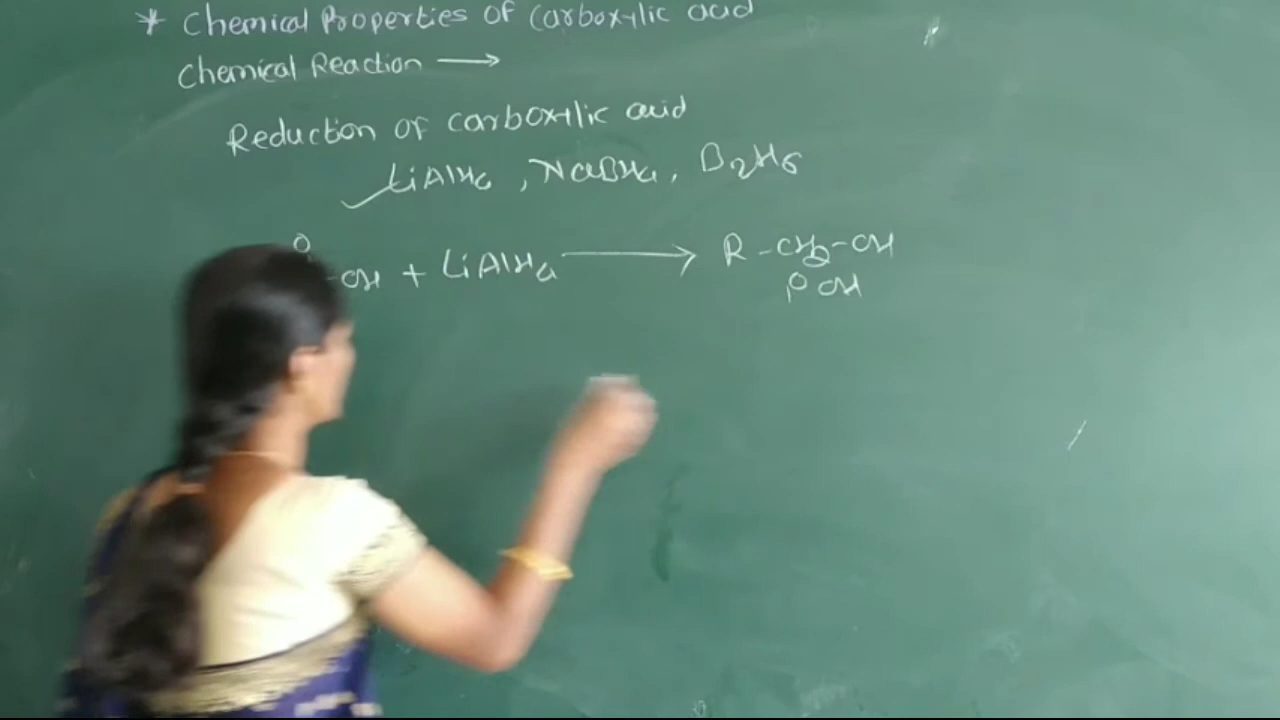 * Chemical Properties of Carboxylic acid
Chemical Reaction →
Reduction of carboxylic acid
LiAlH4, NaBH4, B2H6
O
-OH + LiAlH4 → R-CH2-OH
1° OH